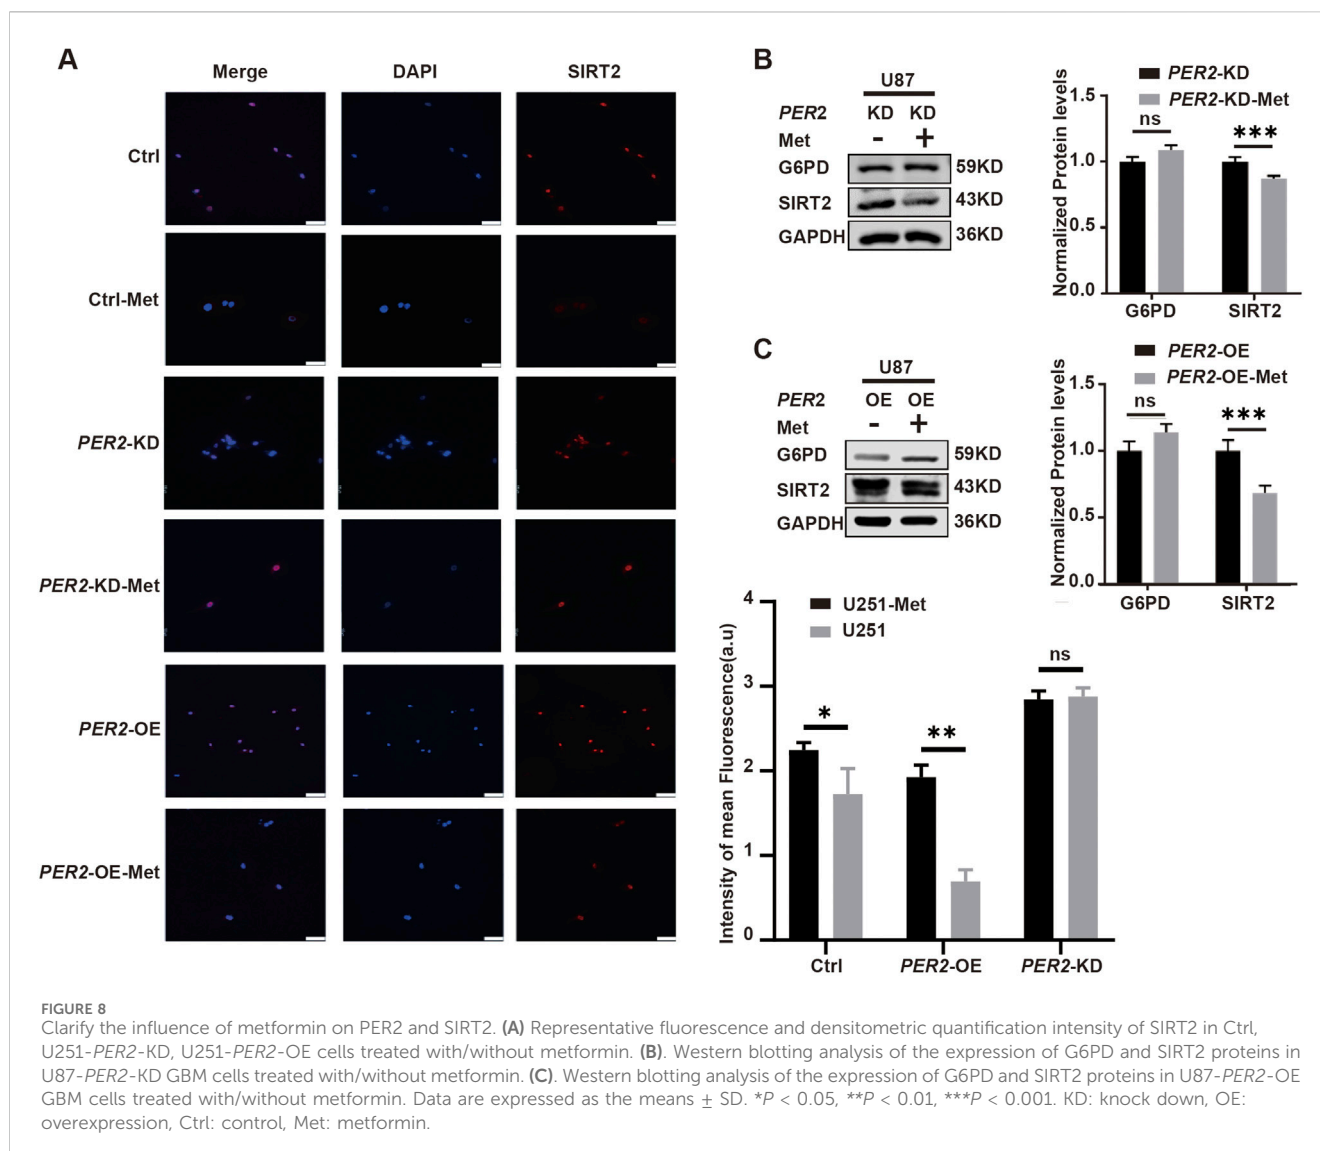 A
Merge DAPI SIRT2
Ctrl
Ctrl-Met
PER2-KD
PER2-KD-Met
PER2-OE
PER2-OE-Met
B
U87
PER2 KD KD
Met - +
G6PD 59KD
SIRT2 43KD
GAPDH 36KD
PER2-KD
PER2-KD-Met
Normalized Protein levels
1.5
1.0
0.5
0.0
ns
***
G6PD SIRT2
C
U87
PER2 OE OE
Met - +
G6PD 59KD
SIRT2 43KD
GAPDH 36KD
PER2-OE
PER2-OE-Met
Normalized Protein levels
1.5
1.0
0.5
0.0
ns
***
G6PD SIRT2
U251-Met
U251
Intensity of mean Fluorescence(a.u)
4
3
2
1
0
*
**
ns
Ctrl PER2-OE PER2-KD
FIGURE 8
Clarify the influence of metformin on PER2 and SIRT2. (A) Representative fluorescence and densitometric quantification intensity of SIRT2 in Ctrl,
U251-PER2-KD, U251-PER2-OE cells treated with/without metformin. (B). Western blotting analysis of the expression of G6PD and SIRT2 proteins in
U87-PER2-KD GBM cells treated with/without metformin. (C). Western blotting analysis of the expression of G6PD and SIRT2 proteins in U87-PER2-OE
GBM cells treated with/without metformin. Data are expressed as the means ± SD. *P < 0.05, **P < 0.01, ***P < 0.001. KD: knock down, OE:
overexpression, Ctrl: control, Met: metformin.